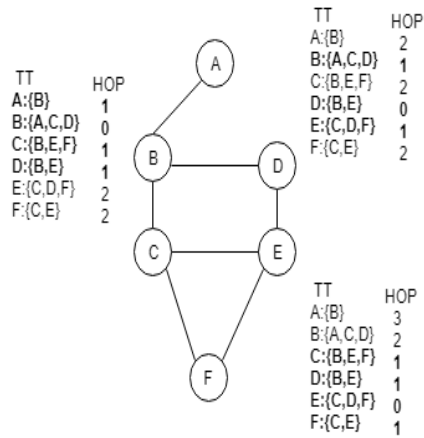 TT HOP
A:{B} 1
B:{A,C,D} 0
C:{B,E,F} 1
D:{B,E} 1
E:{C,D,F} 2
F:{C,E} 2
A
B
D
C
E
F
TT HOP
A:{B} 2
B:{A,C,D} 1
C:{B,E,F} 2
D:{B,E} 0
E:{C,D,F} 1
F:{C,E} 2
TT HOP
A:{B} 3
B:{A,C,D} 2
C:{B,E,F} 1
D:{B,E} 1
E:{C,D,F} 0
F:{C,E} 1